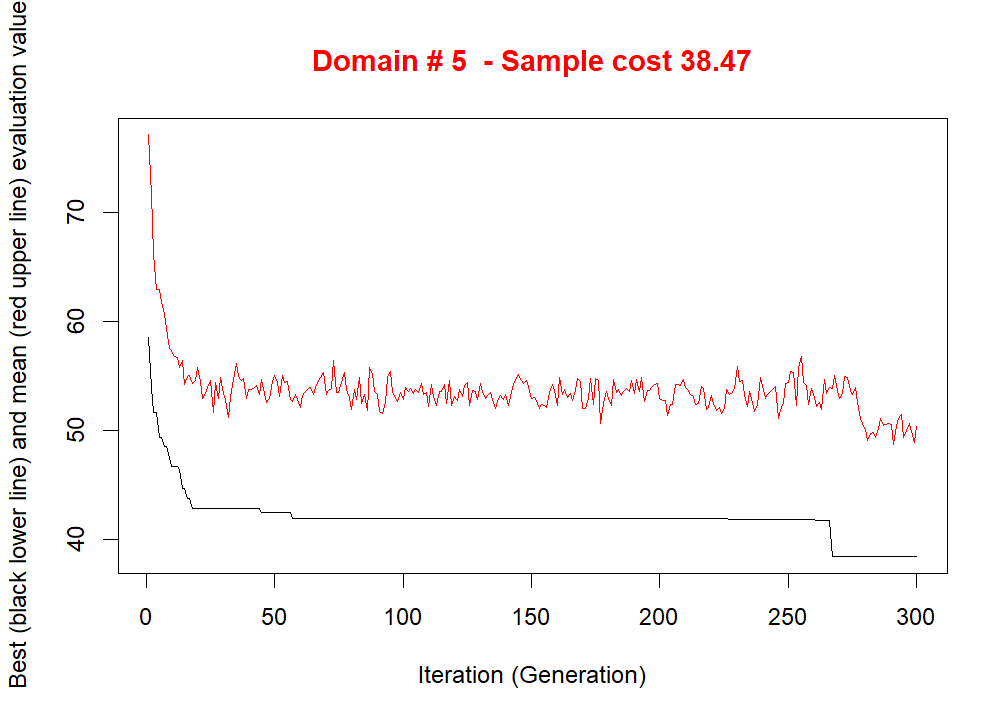 Domain # 5  - Sample cost 38.47
Best (black lower line) and mean (red upper line) evaluation value
70
60
50
40
0 50 100 150 200 250 300
Iteration (Generation)